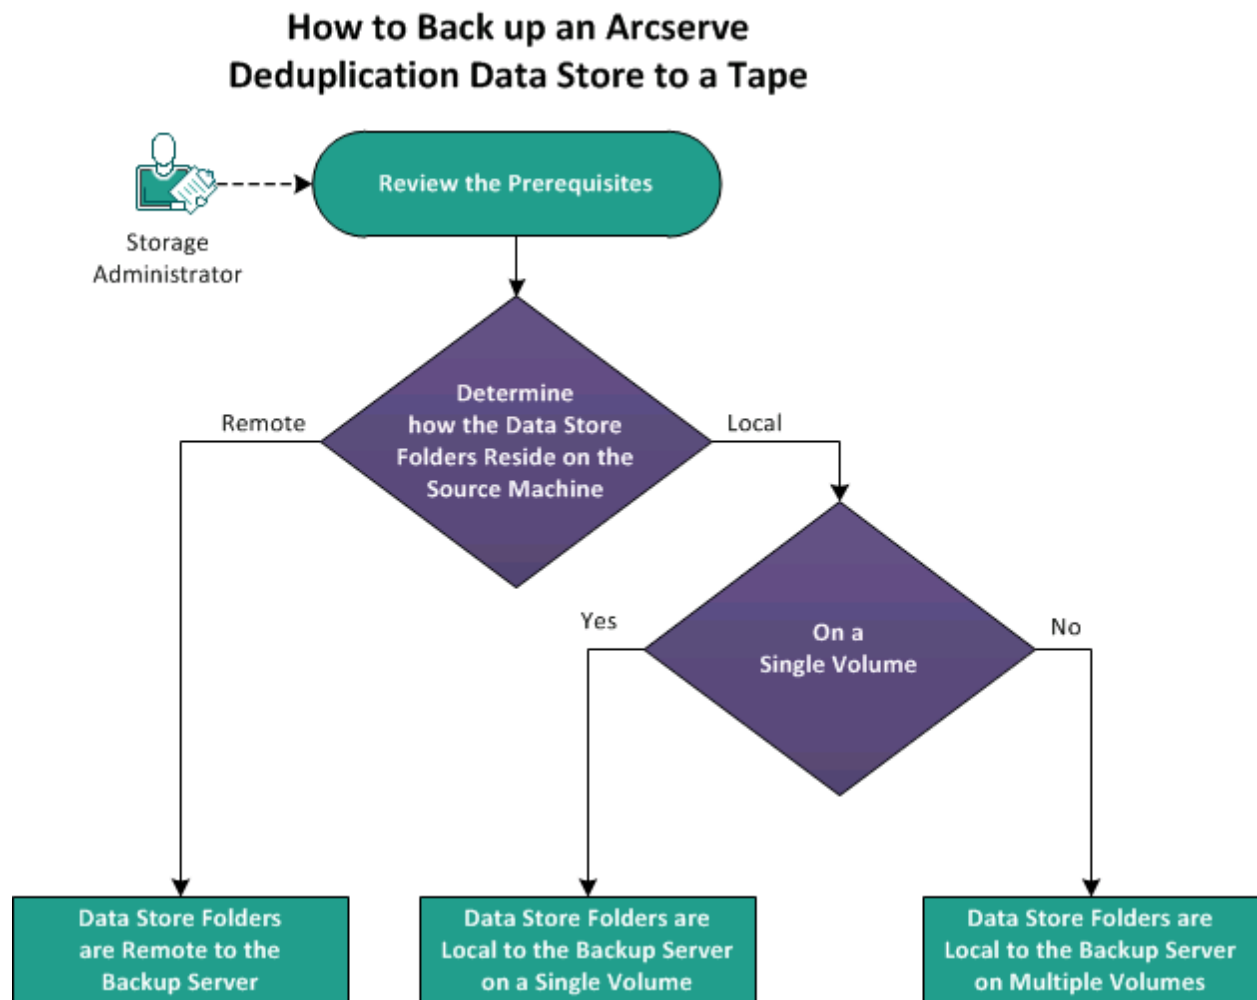 How to Back up an Arcserve
Deduplication Data Store to a Tape
Review the Prerequisites
Storage
Administrator
Determine
how the Data Store
Folders Reside on the
Source Machine
Remote
Local
On a
Single Volume
Yes
No
Data Store Folders
are Remote to the
Backup Server
Data Store Folders are
Local to the Backup Server
on a Single Volume
Data Store Folders are
Local to the Backup Server
on Multiple Volumes